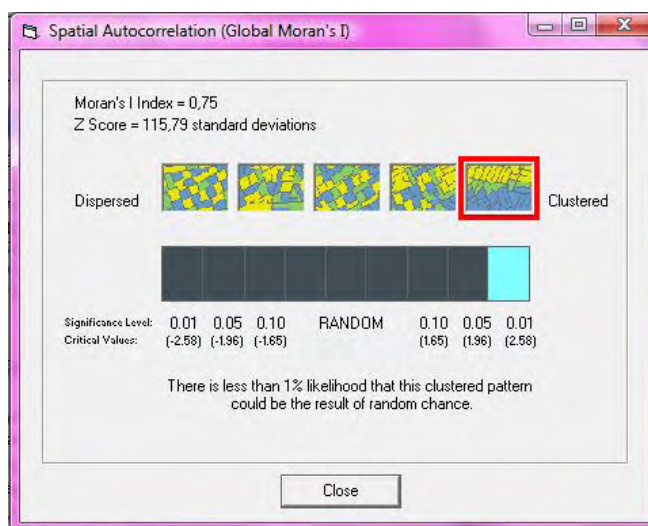 Spatial Autocorrelation (Global Moran's I)
Moran's I Index = 0,75
Z Score = 115,79 standard deviations
Dispersed
Clustered
Significance Level: 0.01 0.05 0.10 RANDOM 0.10 0.05 0.01
Critical Values: (-2.58) (-1.96) (-1.65) (1.65) (1.96) (2.58)
There is less than 1% likelihood that this clustered pattern
could be the result of random chance.
Close